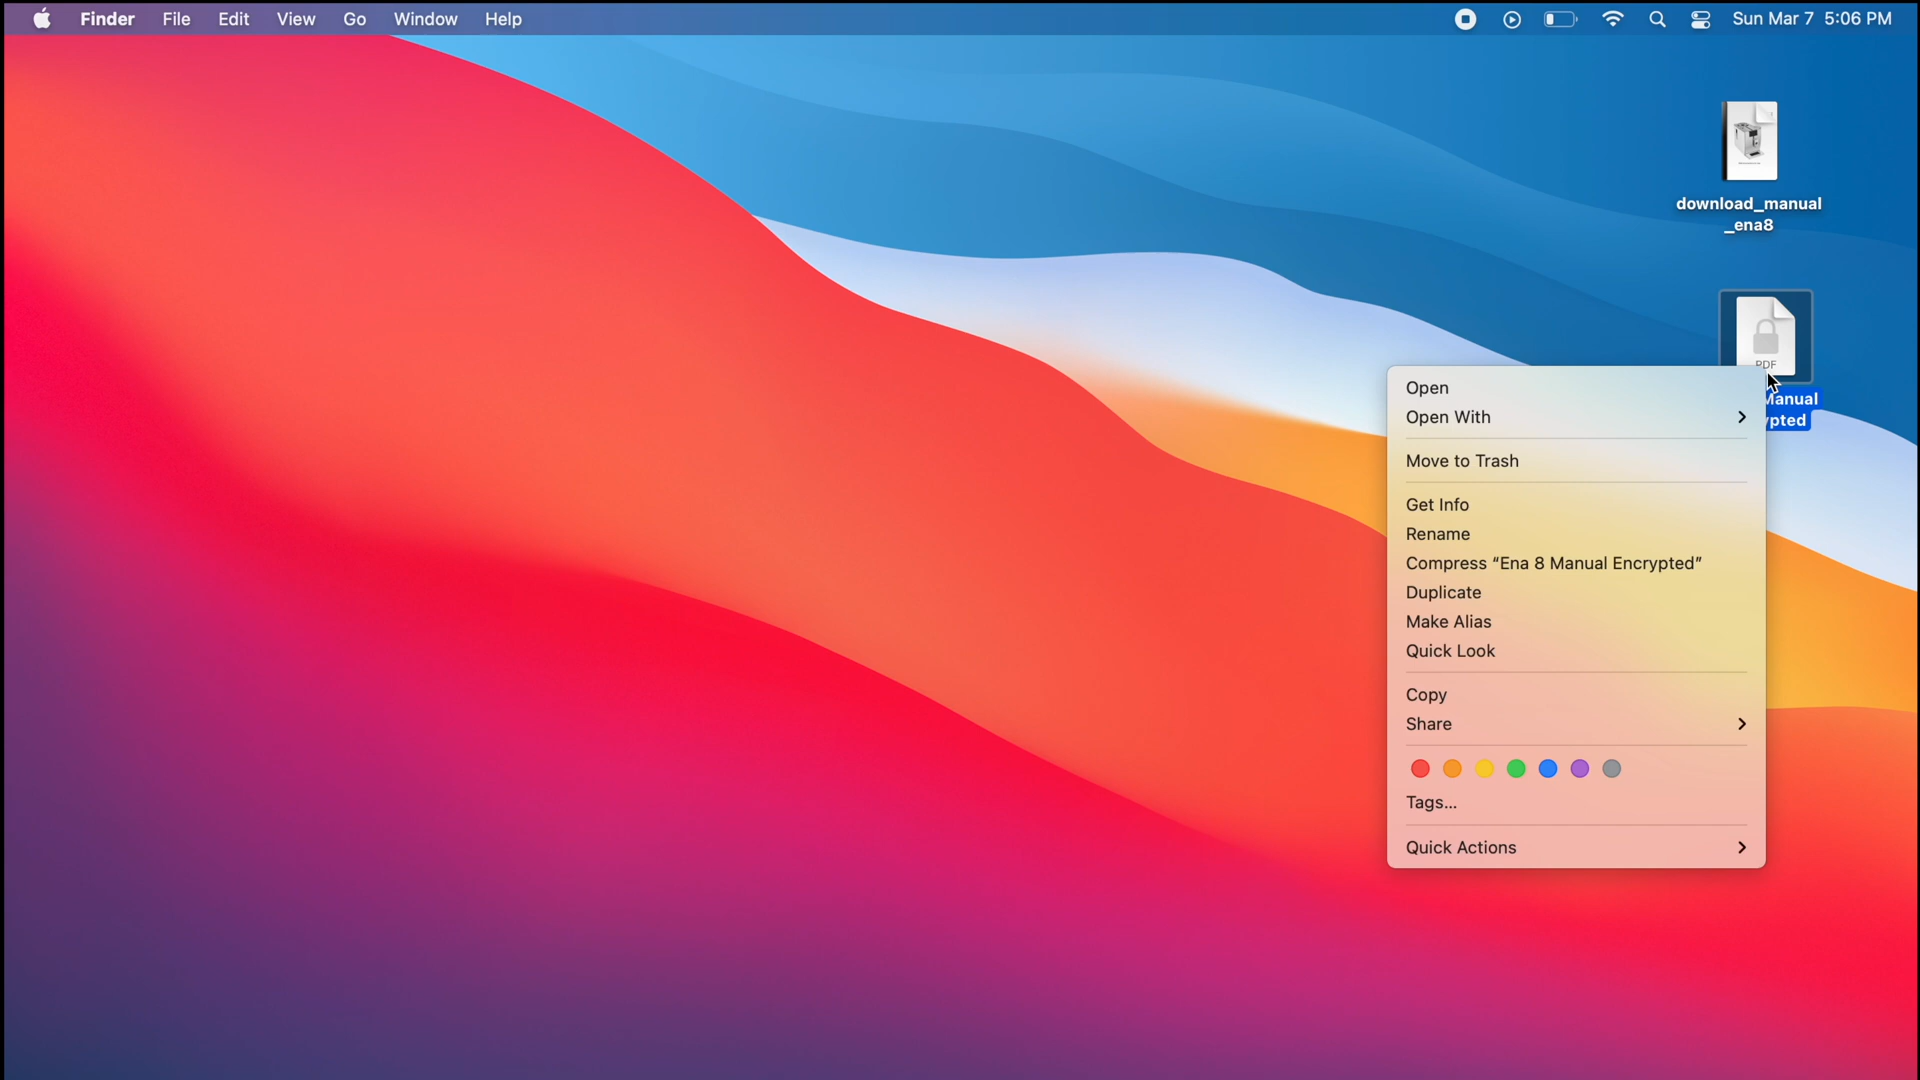 Finder File Edit View Go Window Help Sun Mar 7 5:06 PM
download_manual
_ena8
PDF
Manual
ypted
Open
Open With
Move to Trash
Get Info
Rename
Compress “Ena 8 Manual Encrypted”
Duplicate
Make Alias
Quick Look
Copy
Share
Tags...
Quick Actions